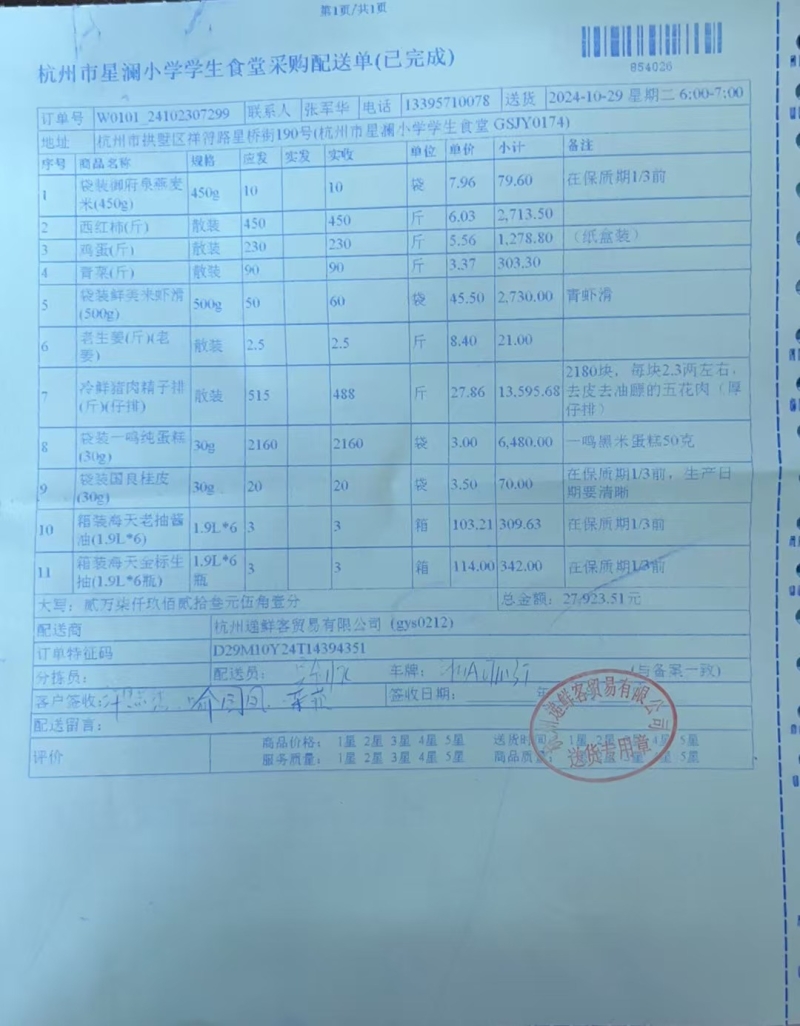 第1页/共1页
854026
杭州市星澜小学学生食堂采购配送单(已完成)
订单号 W0101_24102307299 联系人 张军华 电话 13395710078 送货 2024-10-29 星期二 6:00-7:00
地址 杭州市拱墅区祥符路星桥街190号(杭州市星澜小学学生食堂 GSJY0174)
序号 商品名称 规格 应发 实发 实收 单位 单价 小计 备注
1 袋装御府泉燕麦米(450g) 450g 10 10 袋 7.96 79.60 在保质期1/3前
2 西红柿(斤) 散装 450 450 斤 6.03 2,713.50
3 鸡蛋(斤) 散装 230 230 斤 5.56 1,278.80 (纸盒装)
4 青菜(斤) 散装 90 90 斤 3.37 303.30
5 袋装鲜美来虾滑(500g) 500g 50 60 袋 45.50 2,730.00 青虾滑
6 老生姜(斤)(老姜) 散装 2.5 2.5 斤 8.40 21.00
7 冷鲜猪肉精子排(斤)(仔排) 散装 515 488 斤 27.86 13,595.68 2180块，每块2.3两左右，去皮去油膘的五花肉（厚仔排）
8 袋装一鸣纯蛋糕(30g) 30g 2160 2160 袋 3.00 6,480.00 一鸣黑米蛋糕50克
9 袋装国良桂皮(30g) 30g 20 20 袋 3.50 70.00 在保质期1/3前，生产日期要清晰
10 箱装海天老抽酱油(1.9L*6) 1.9L*6 3 3 箱 103.21 309.63 在保质期1/3前
11 箱装海天金标生抽(1.9L*6瓶) 1.9L*6瓶 3 3 箱 114.00 342.00 在保质期1/3前
大写：贰万柒仟玖佰贰拾叁元伍角壹分 总金额：27,923.51元
配送商 杭州递鲜客贸易有限公司 (gys0212)
订单特征码 D29M10Y24T14394351
分拣员： 配送员： 车牌： (与备案一致)
客户签收： 签收日期： 年
配送留言：
评价 商品价格： 1星 2星 3星 4星 5星 送货时间： 1星 2星 3星 4星 5星
服务质量： 1星 2星 3星 4星 5星 商品质量： 1星 2星 3星 4星 5星
杭州递鲜客贸易有限公司
送货专用章